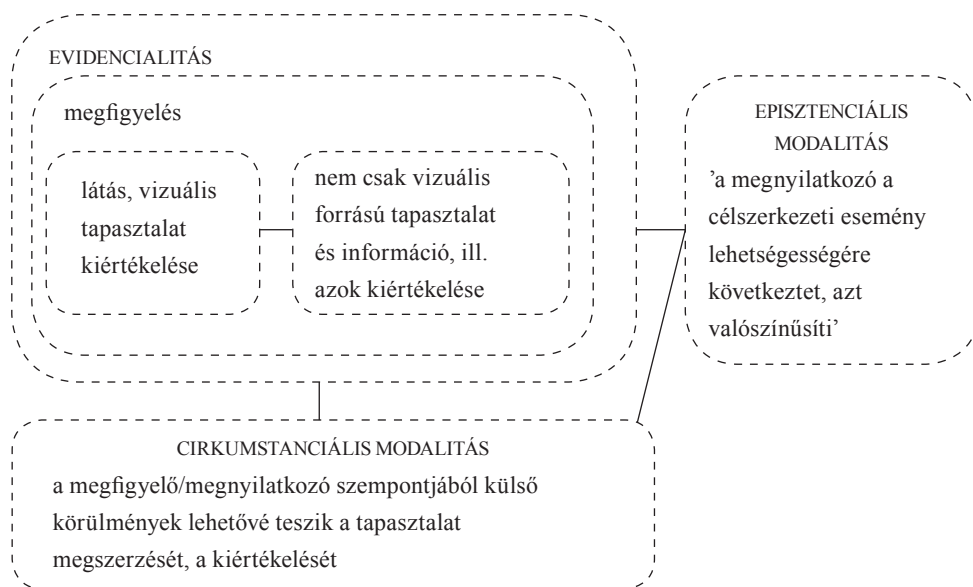 EVIDENCIALITÁS
megfigyelés
látás, vizuális
tapasztalat
kiértékelése
nem csak vizuális
forrású tapasztalat
és információ, ill.
azok kiértékelése
EPISZTENCIÁLIS
MODALITÁS
’a megnyilatkozó a
célszerkezeti esemény
lehetségességére
következtet, azt
valószínűsíti’
CIRKUMSTANCIÁLIS MODALITÁS
a megfigyelő/megnyilatkozó szempontjából külső
körülmények lehetővé teszik a tapasztalat
megszerzését, a kiértékelését